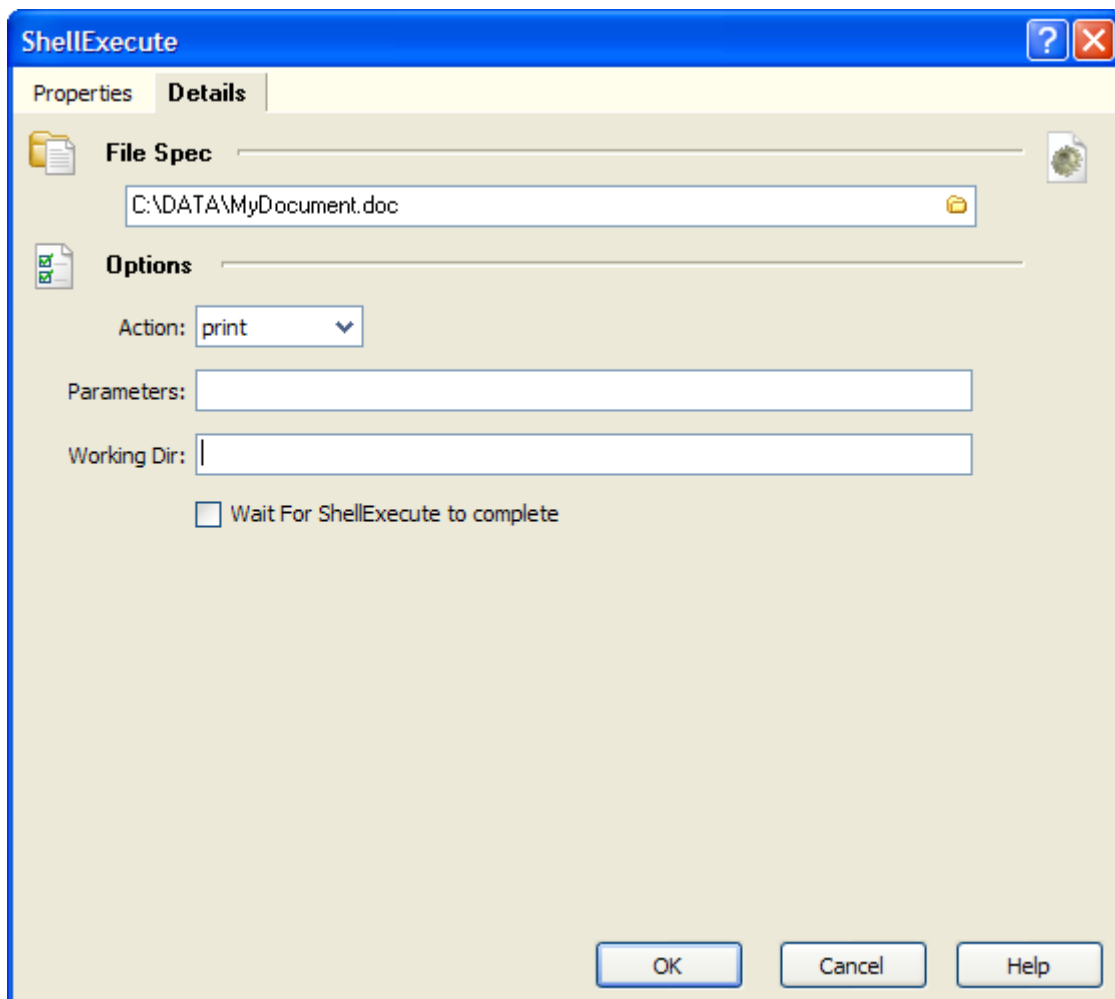 ShellExecute
Properties Details
File Spec
C:\DATA\MyDocument.doc
Options
Action: print
Parameters:
Working Dir:
Wait For ShellExecute to complete
OK Cancel Help